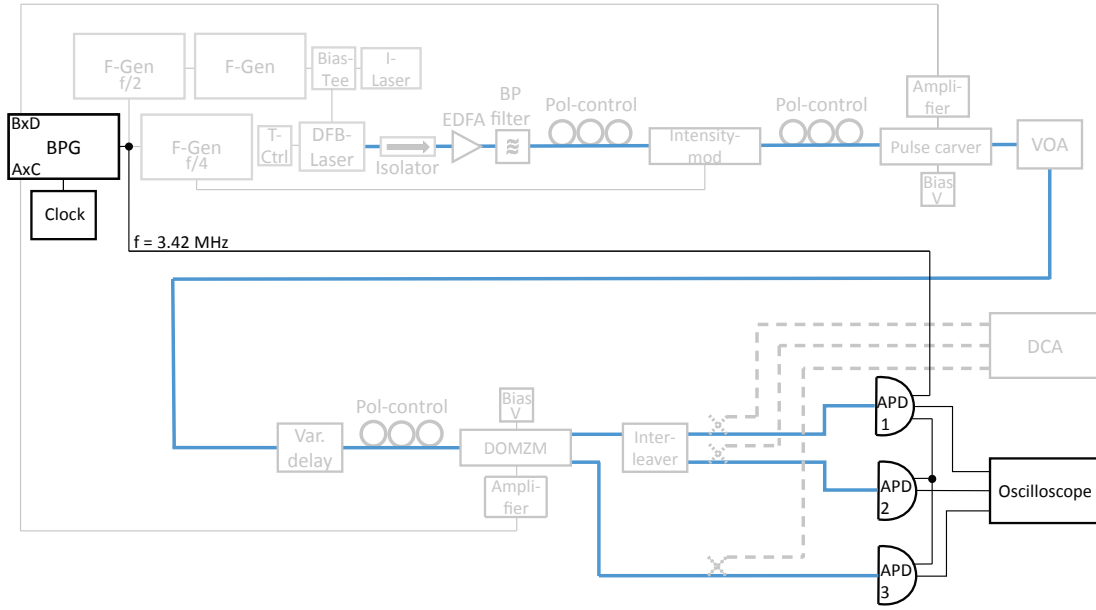 F-Gen
f/2
F-Gen
Bias-
Tee
I-
Laser
BxD
BPG
AxC
Clock
F-Gen
f/4
T-
Ctrl
DFB-
Laser
Isolator
EDFA
BP
filter
Pol-control
Intensity-
mod
Pol-control
Ampli-
fier
Pulse carver
Bias
V
VOA
f = 3.42 MHz
DCA
Var.
delay
Pol-control
Bias
V
DOMZM
Ampli-
fier
Inter-
leaver
APD
1
APD
2
APD
3
Oscilloscope